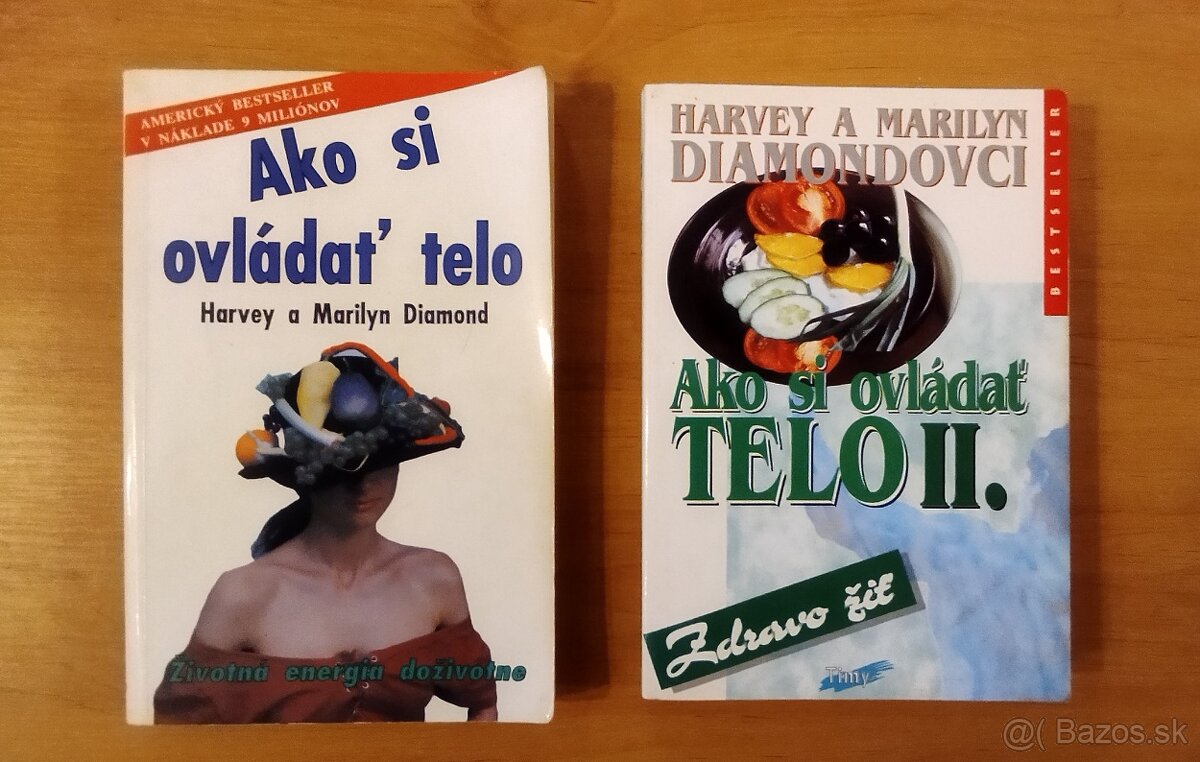 AMERICKÝ BESTSELLER
V NÁKLADE 9 MILIÓNOV
Ako si
ovládať telo
Harvey a Marilyn Diamond
Životná energia doživotne
HARVEY A MARILYN
DIAMONDOVCI
BESTSELLER
Ako si ovládať
TELO II.
Zdravo žiť
Timy
@( Bazos.sk